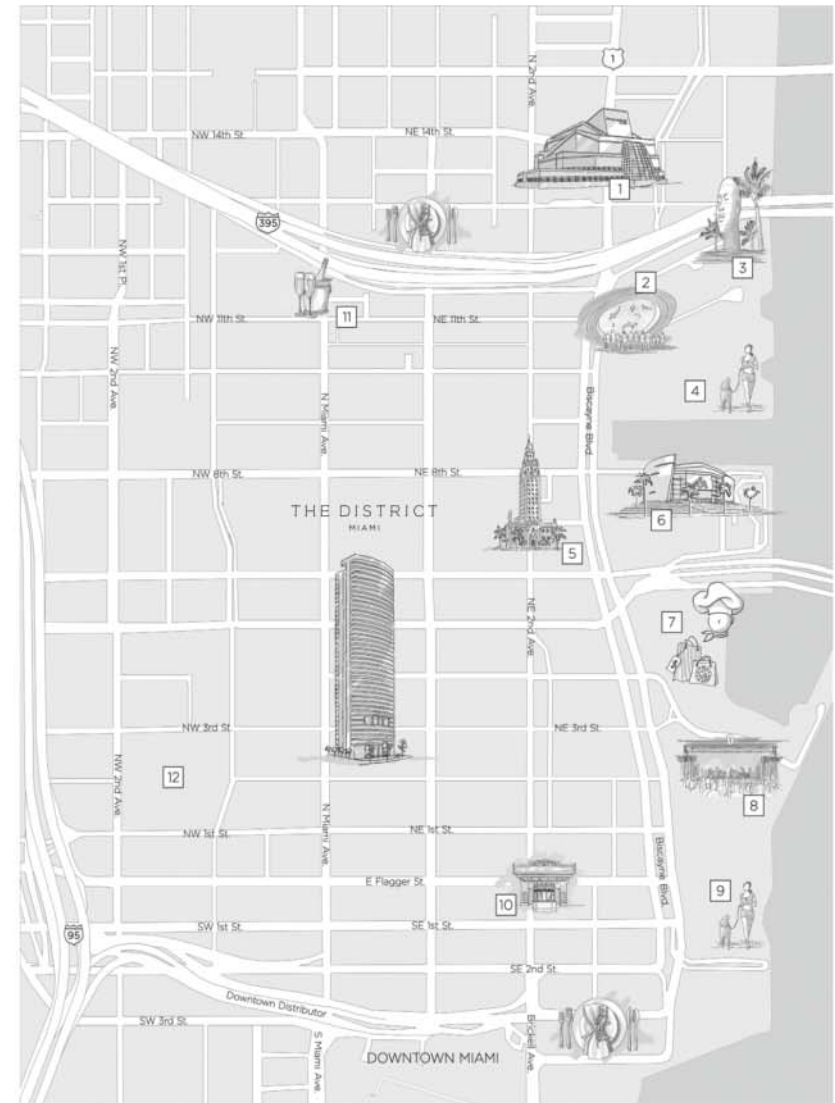 1
N 2nd Ave.
NW 14th St.
NE 14th St.
1
395
NW 1st Pl.
3
2
11
NW 11th St.
NE 11th St.
NW 2nd Ave.
N Miami Ave.
Biscayne Blvd.
4
NW 8th St.
NE 8th St.
THE DISTRICT
MIAMI
6
5
NE 2nd Ave.
7
NW 3rd St.
NE 3rd St.
NW 2nd Ave.
12
8
N Miami Ave.
NW 1st St.
NE 1st St.
Biscayne Blvd.
E Flagger St.
9
10
SW 1st St.
SE 1st St.
95
SE 2nd St.
Downtown Distributor
SW 3rd St.
S Miami Ave.
Brickell Ave.
DOWNTOWN MIAMI